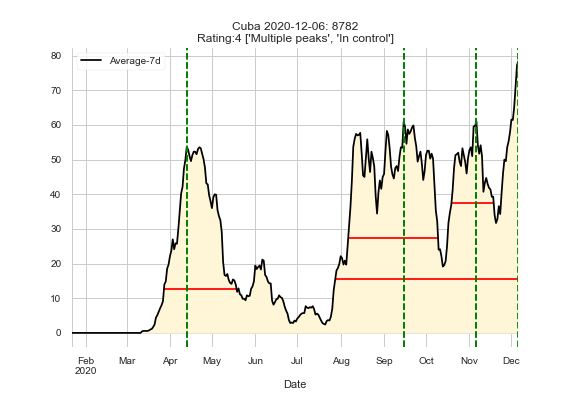 Cuba 2020-12-06: 8782
Rating:4 ['Multiple peaks', 'In control']
Average-7d
80
70
60
50
40
30
20
10
0
Feb Mar Apr May Jun Jul Aug Sep Oct Nov Dec
2020
Date